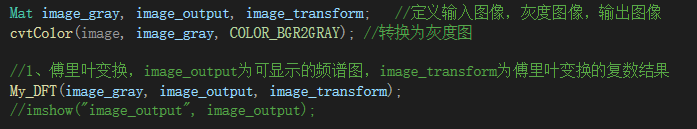 Mat image_gray, image_output, image_transform;   //定义输入图像，灰度图像，输出图像
cvtColor(image, image_gray, COLOR_BGR2GRAY); //转换为灰度图
//1、傅里叶变换，image_output为可显示的频谱图，image_transform为傅里叶变换的复数结果
My_DFT(image_gray, image_output, image_transform);
//imshow("image_output", image_output);